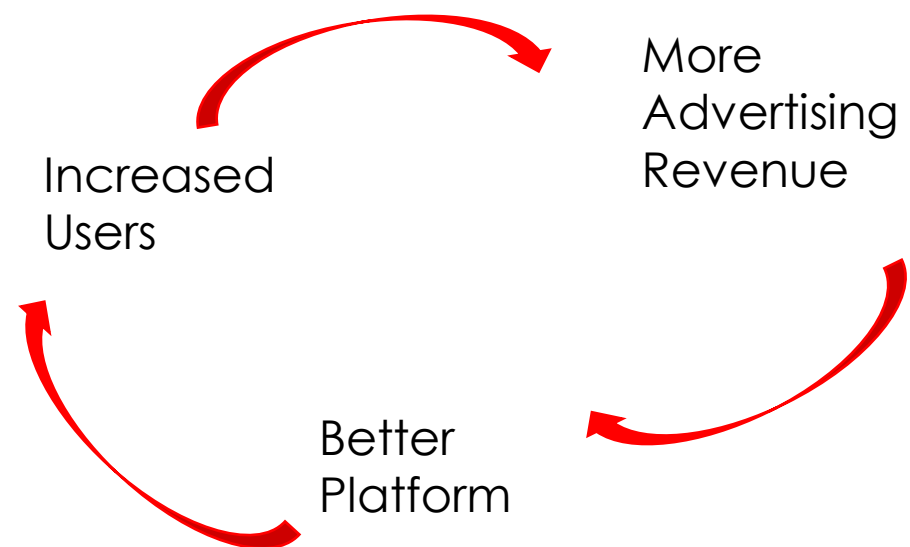 Increased
Users
More
Advertising
Revenue
Better
Platform